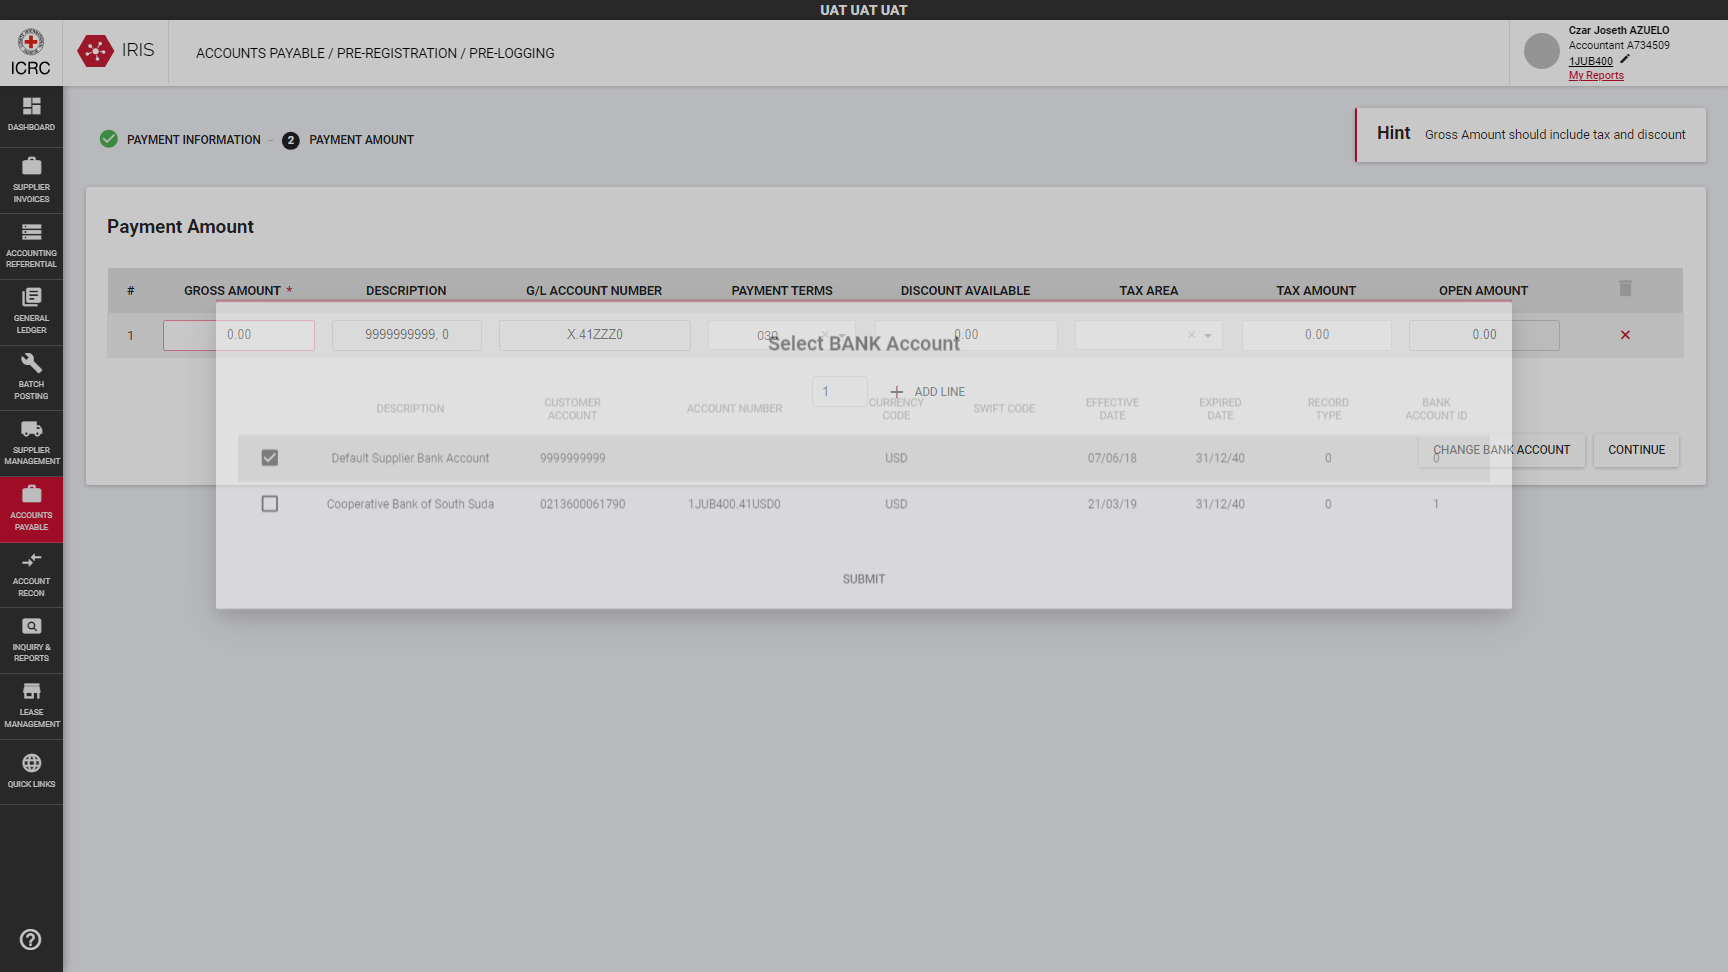 UAT UAT UAT
ICRC
IRIS
ACCOUNTS PAYABLE / PRE-REGISTRATION / PRE-LOGGING
Czar Joseth AZUELO
Accountant A734509
1JUB400
My Reports
DASHBOARD
SUPPLIER
INVOICES
ACCOUNTING
REFERENTIAL
GENERAL
LEDGER
BATCH
POSTING
SUPPLIER
MANAGEMENT
ACCOUNTS
PAYABLE
ACCOUNT
RECON
INQUIRY &
REPORTS
LEASE
MANAGEMENT
QUICK LINKS
PAYMENT INFORMATION
2 PAYMENT AMOUNT
Hint Gross Amount should include tax and discount
Payment Amount
# GROSS AMOUNT * DESCRIPTION G/L ACCOUNT NUMBER PAYMENT TERMS DISCOUNT AVAILABLE TAX AREA TAX AMOUNT OPEN AMOUNT
1 0.00 9999999999, 0 X.41ZZZ0 030 0.00 0.00 0.00
1 ADD LINE
CHANGE BANK ACCOUNT CONTINUE
Select BANK Account
DESCRIPTION CUSTOMER ACCOUNT ACCOUNT NUMBER CURRENCY CODE SWIFT CODE EFFECTIVE DATE EXPIRED DATE RECORD TYPE BANK ACCOUNT ID
Default Supplier Bank Account 9999999999 USD 07/06/18 31/12/40 0 0
Cooperative Bank of South Suda 0213600061790 1JUB400.41USD0 USD 21/03/19 31/12/40 0 1
SUBMIT